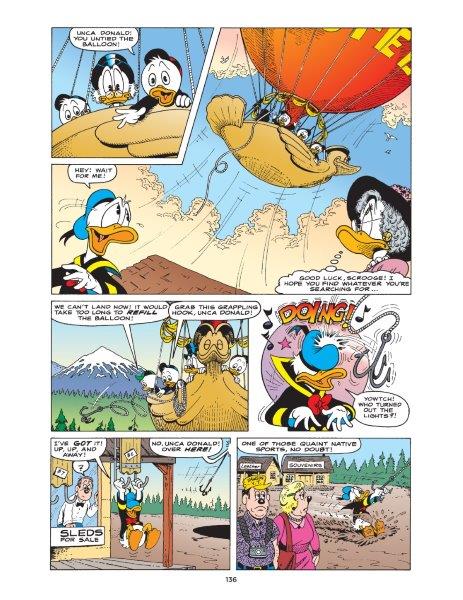 UNCA DONALD!
YOU UNTIED THE
BALLOON!
TEL
HEY! WAIT
FOR ME!
GOOD LUCK, SCROOGE! I
HOPE YOU FIND WHATEVER YOU'RE
SEARCHING FOR...
WE CAN'T LAND NOW! IT WOULD
TAKE TOO LONG TO REFILL
THE BALLOON!
GRAB THIS GRAPPLING
HOOK, UNCA DONALD!
DOING!
YOWTCH!
WHO TURNED
OUT THE
LIGHTS?!
I'VE GOT IT!
UP, UP, AND
AWAY!
NO, UNCA DONALD!
OVER HERE!
?
SLEDS
FOR SALE
ONE OF THOSE QUAINT NATIVE
SPORTS, NO DOUBT!
Leather
SOUVENIRS
136